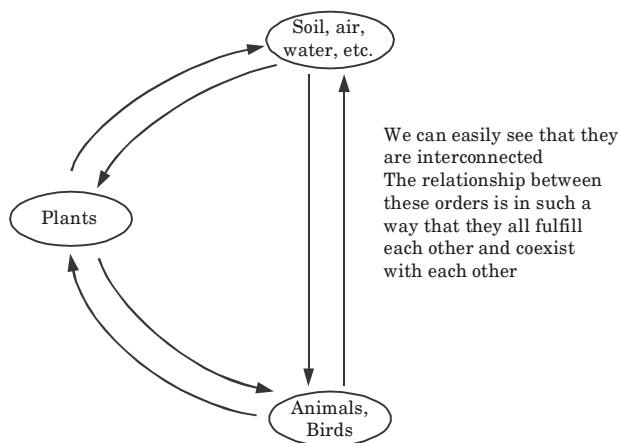 Soil, air,
water, etc.
We can easily see that they
are interconnected
The relationship between
these orders is in such a
way that they all fulfill
each other and coexist
with each other
Plants
Animals,
Birds